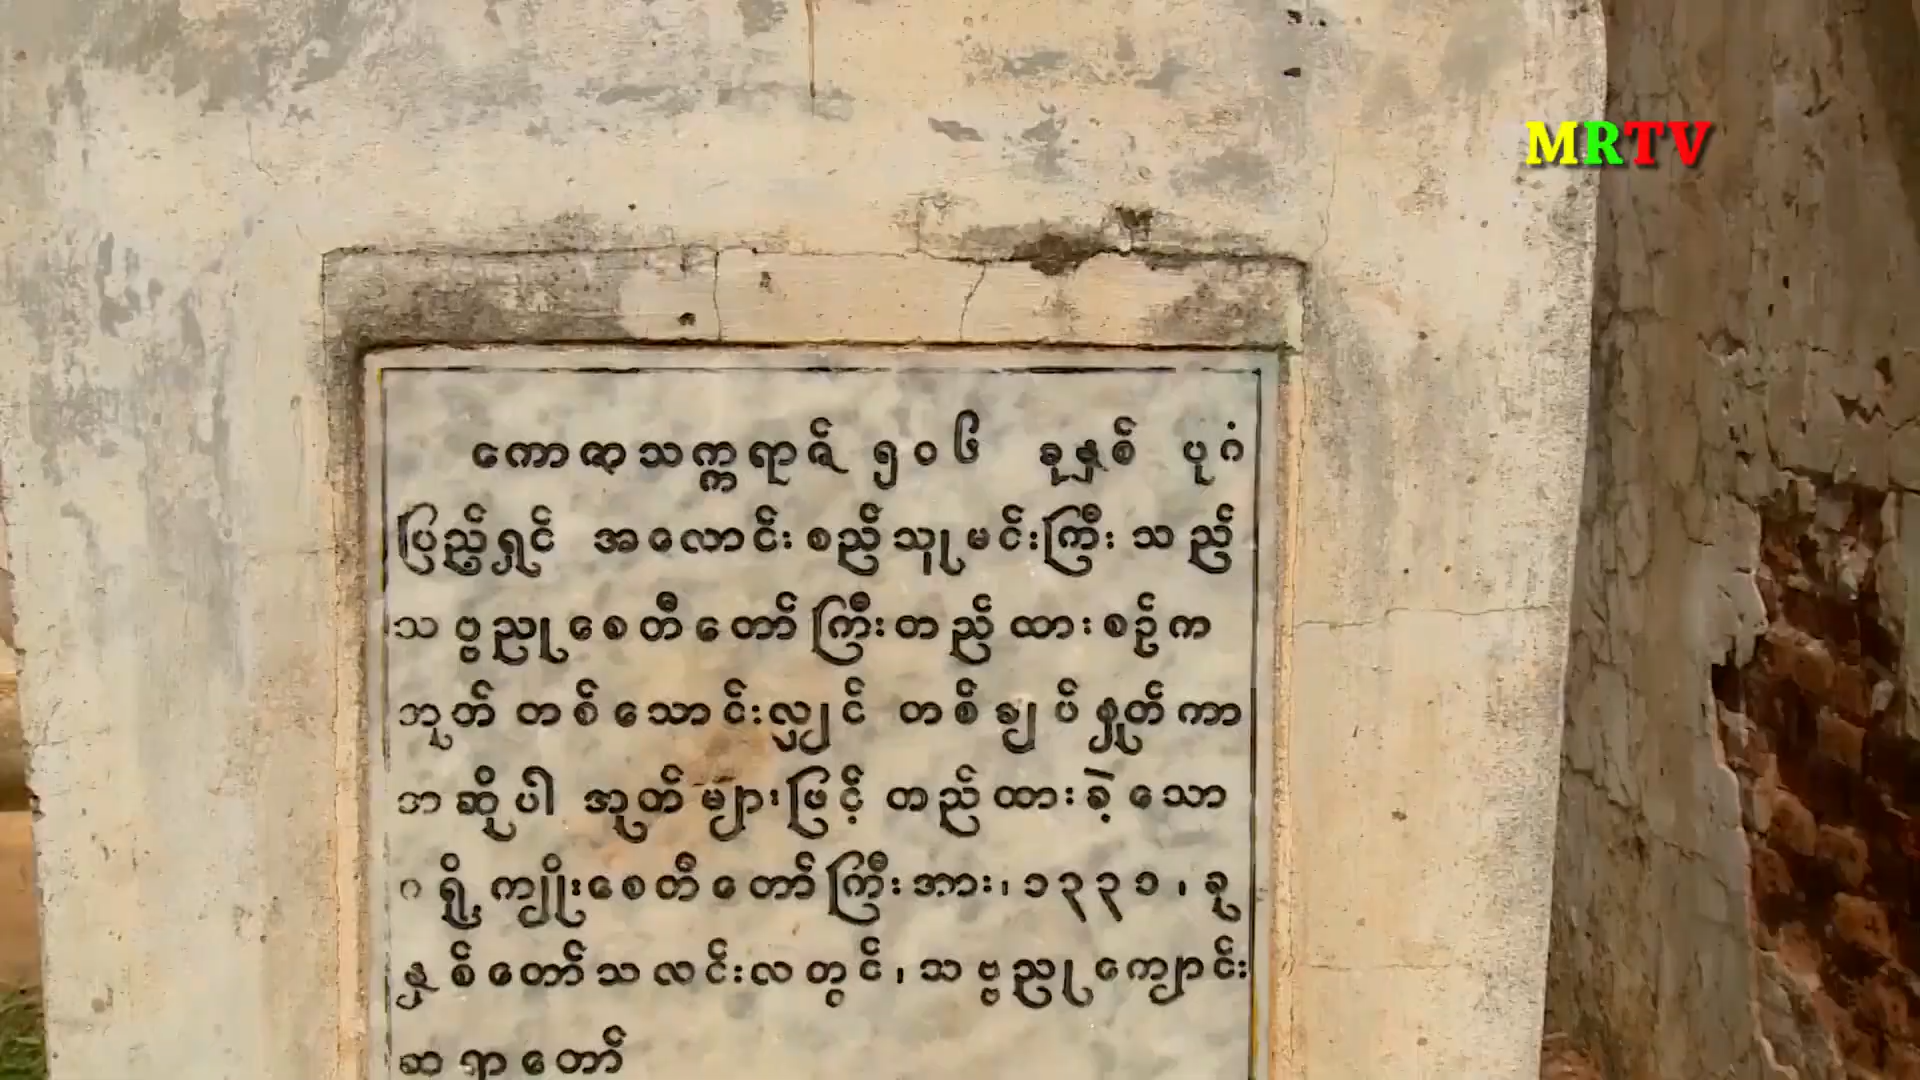 MRTV
ကောဇာသက္ကရာဇ် ၅၀၆ ခုနှစ် ပုဂံ
ပြည့်ရှင် အလောင်းစည်သူမင်းကြီးသည်
သဗ္ဗညုစေတီတော်ကြီးတည်ထားစဉ်က
အုတ်တစ်သောင်းလျှင် တစ်ချပ်နှုတ်ကာ
အဆိုပါ အုတ်များဖြင့် တည်ထားခဲ့သော
ဂရို့ကျိုးစေတီတော်ကြီးအား၊ ၁၃၃၁ ၊ ခု
နှစ်တော်သလင်းလတွင်၊ သဗ္ဗညုကျောင်း
ဆရာတော်